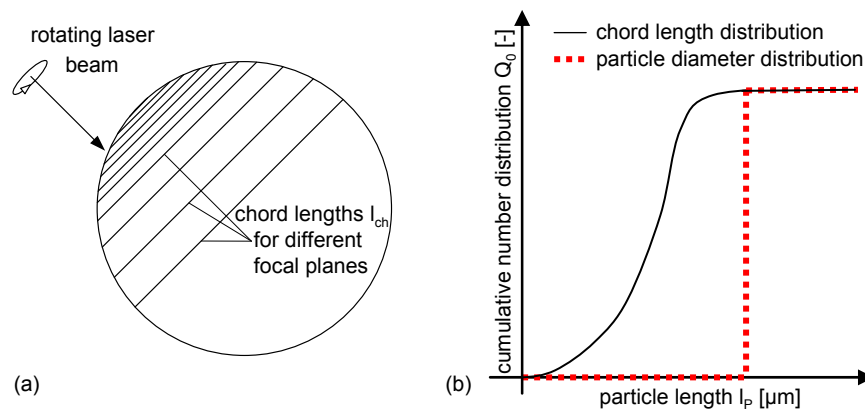 rotating laser
beam
chord lengths l_ch
for different
focal planes
(a)
cumulative number distribution Q_0 [-]
chord length distribution
particle diameter distribution
particle length l_P [µm]
(b)